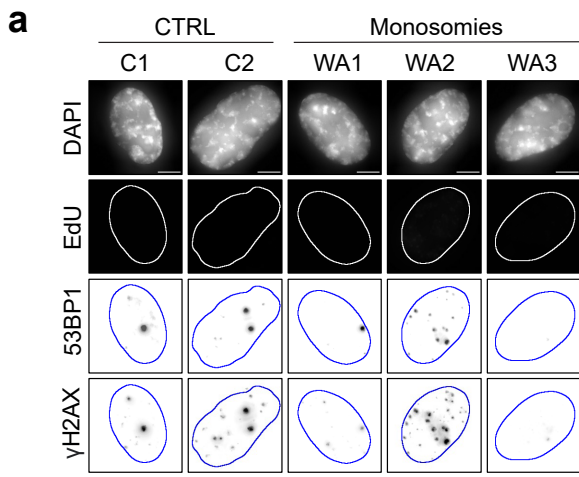 a
CTRL Monosomies
C1 C2 WA1 WA2 WA3
DAPI
EdU
53BP1
γH2AX